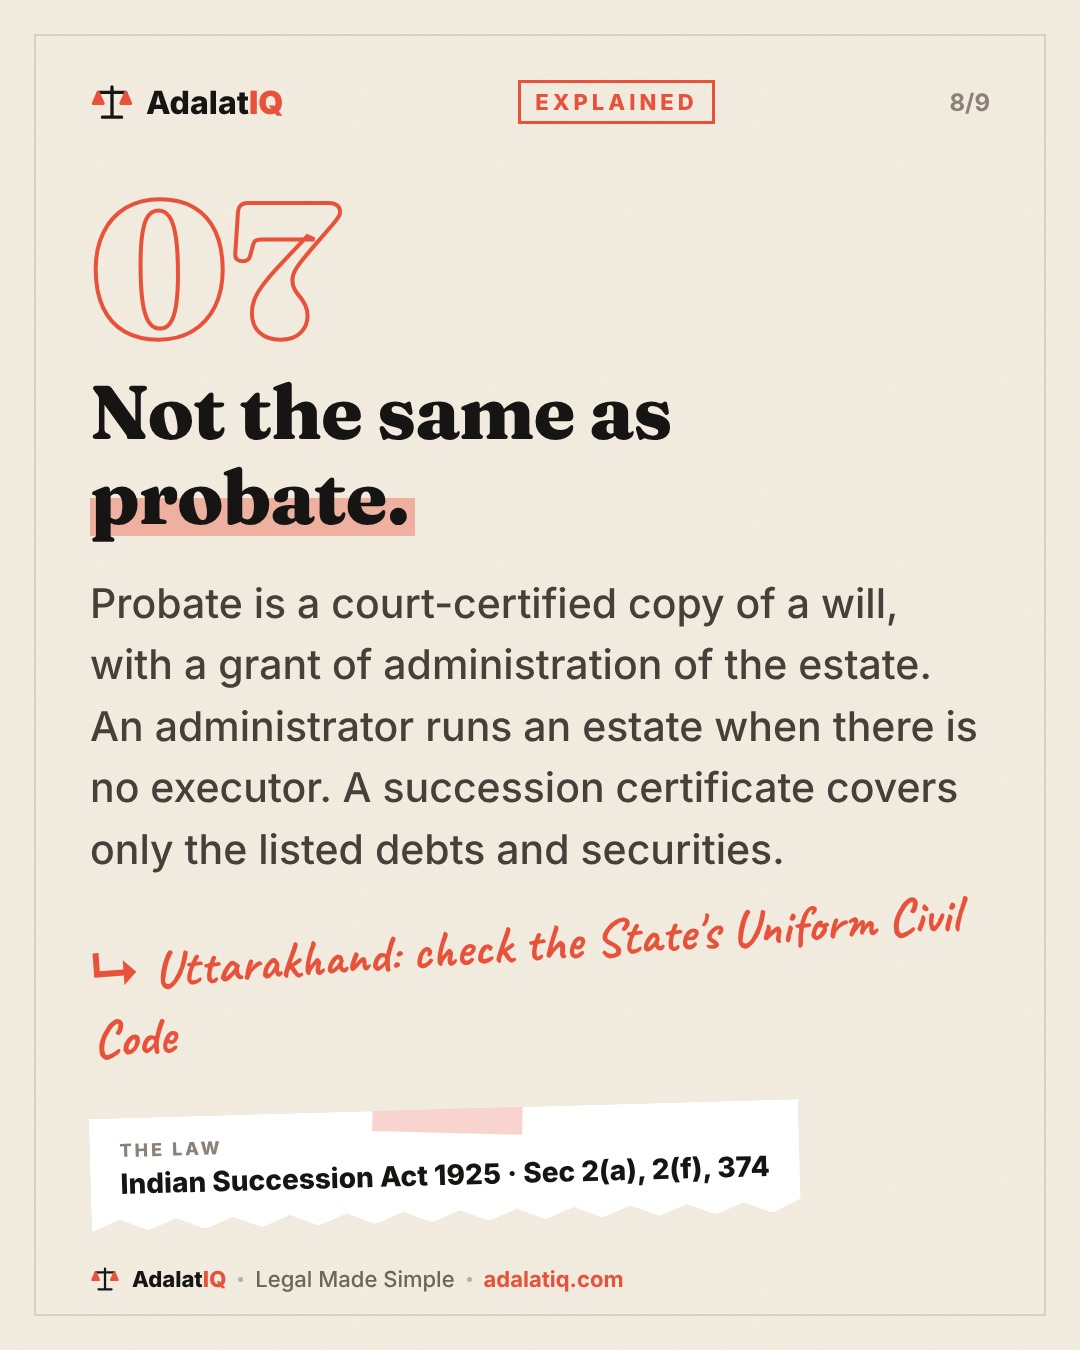 AdalatIQ
EXPLAINED
8/9
07
Not the same as
probate.
Probate is a court-certified copy of a will,
with a grant of administration of the estate.
An administrator runs an estate when there is
no executor. A succession certificate covers
only the listed debts and securities.
↳ Uttarakhand: check the State's Uniform Civil
Code
THE LAW
Indian Succession Act 1925 · Sec 2(a), 2(f), 374
AdalatIQ • Legal Made Simple • adalatiq.com